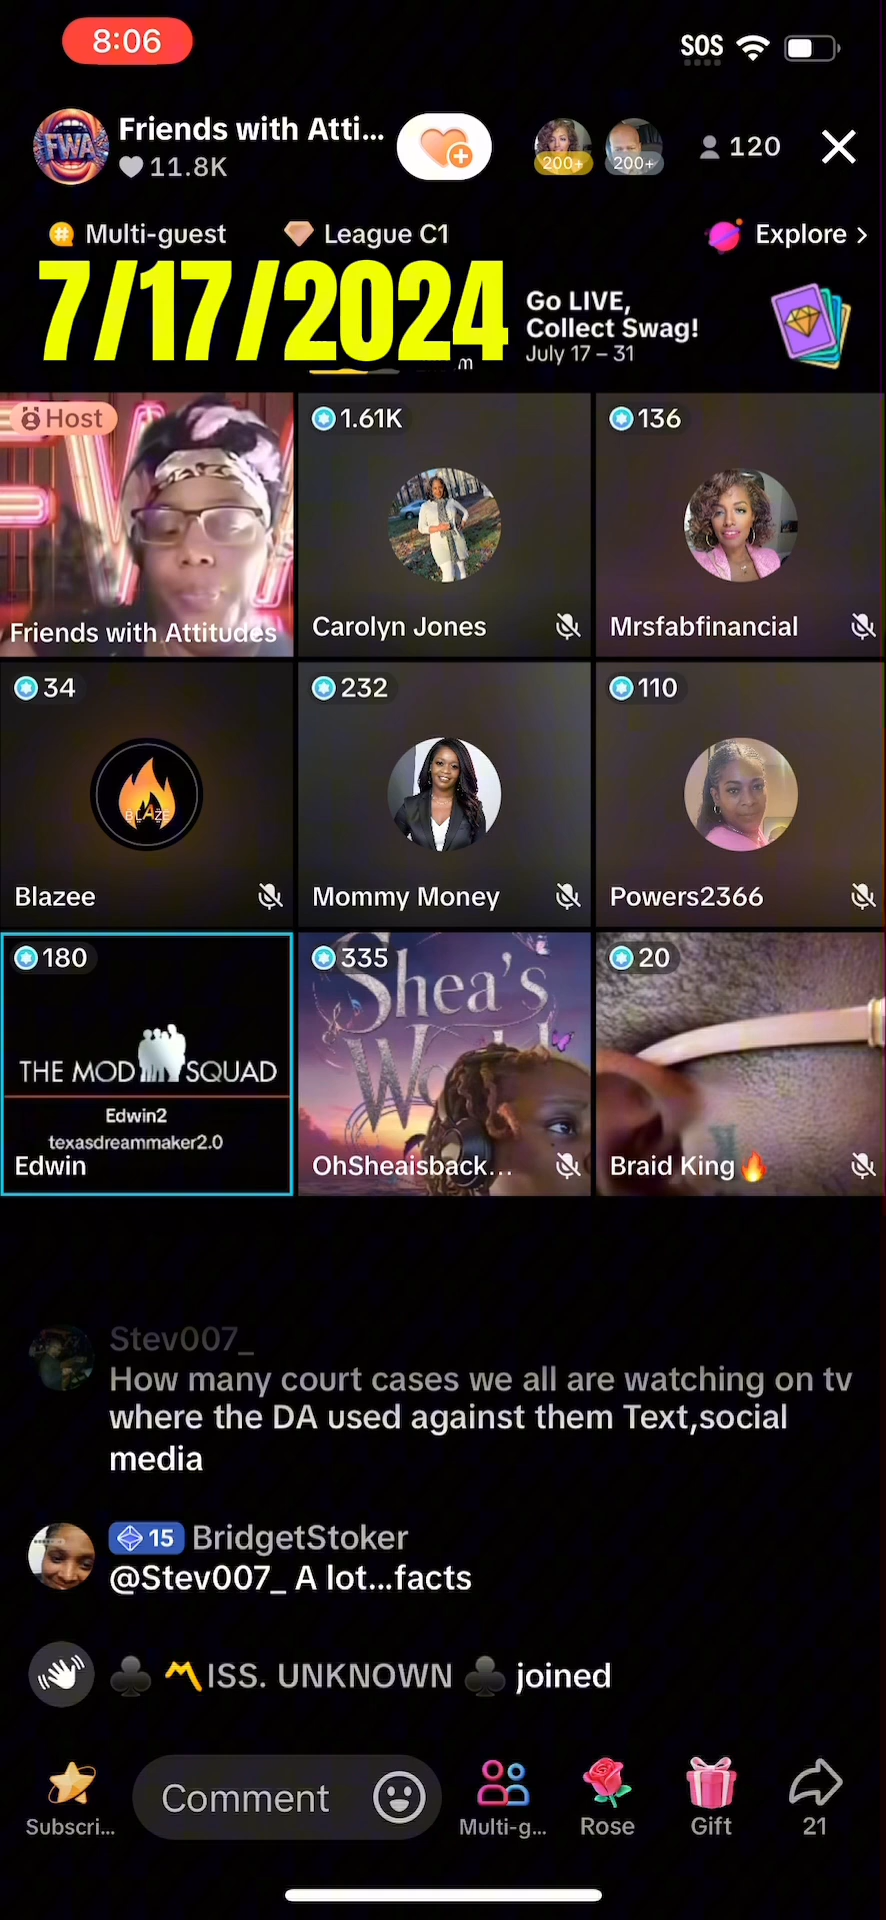 8:06
SOS
Friends with Atti...
11.8K
200+
200+
120
Multi-guest
League C1
Explore >
7/17/2024
Go LIVE,
Collect Swag!
July 17 – 31
Host
Friends with Attitudes
1.61K
Carolyn Jones
136
Mrsfabfinancial
34
BLAZE
Blazee
232
Mommy Money
110
Powers2366
180
THE MOD SQUAD
Edwin2
texasdreammaker2.0
Edwin
335
Shea's
OhSheaisback...
20
Braid King🔥
Stev007_
How many court cases we all are watching on tv
where the DA used against them Text,social
media
15 BridgetStoker
@Stev007_ A lot...facts
♣ 〽ISS. UNKNOWN ♣ joined
Subscri...
Comment
Multi-g...
Rose
Gift
21